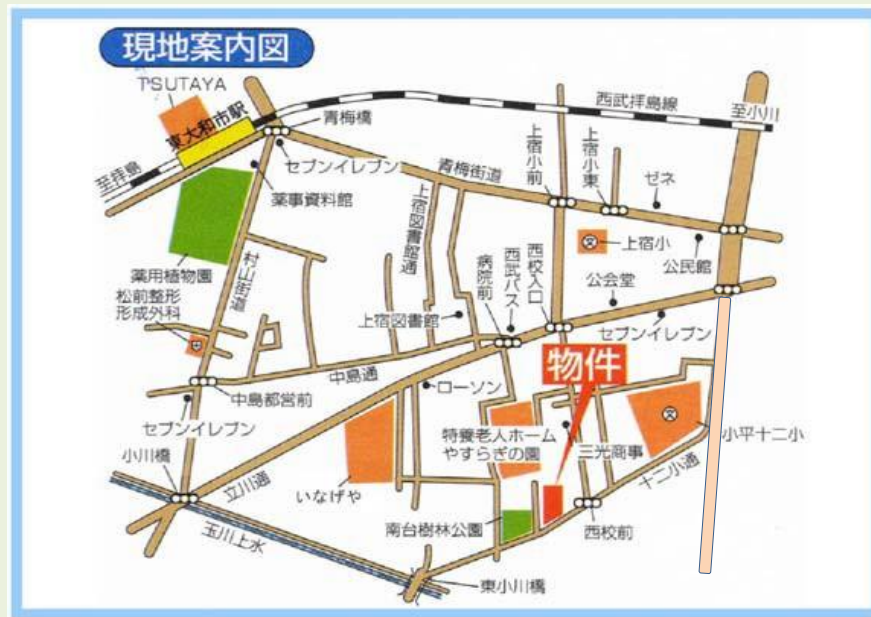 現地案内図
TSUTAYA
東大和市駅
至拝島
青梅橋
セブンイレブン
薬事資料館
薬用植物園
松前整形
形成外科
村山街道
青梅街道
上宿図書館通
西武拝島線
至小川
上宿小前
上宿小東
ゼネ
上宿小
公民館
公会堂
セブンイレブン
西校入口
西武バス
病院前
上宿図書館
中島通
中島都営前
セブンイレブン
小川橋
立川通
玉川上水
ローソン
いなげや
物件
特養老人ホーム
やすらぎの園
三光商事
小平十二小
十二小通
西校前
南台樹林公園
東小川橋
文
文